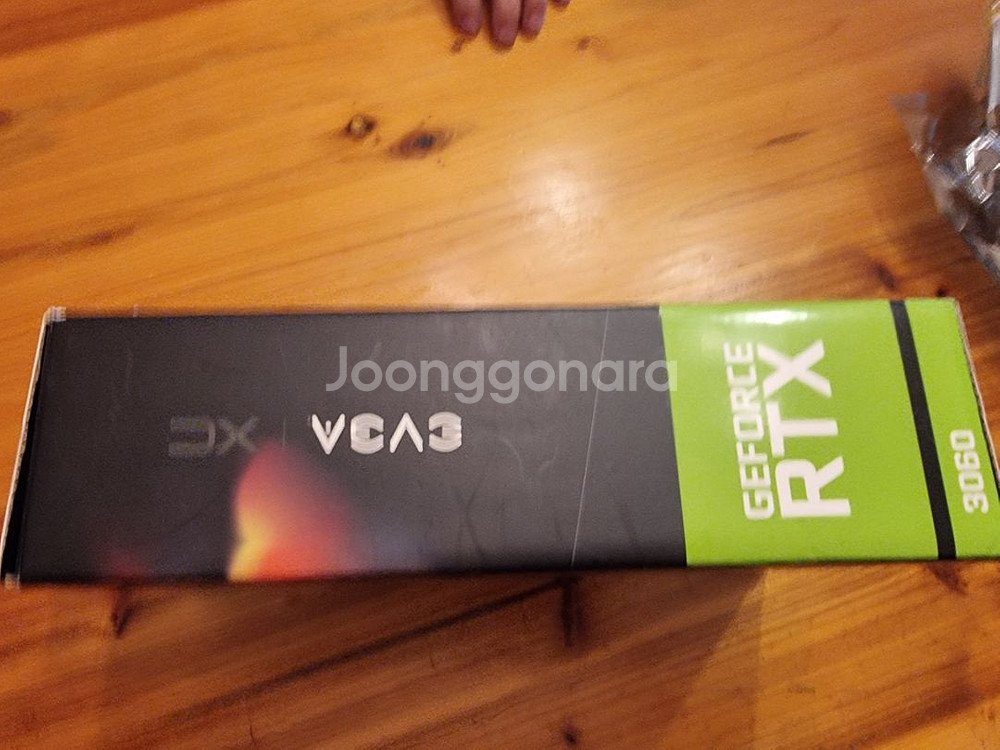 Joonggonara
EVGA
XC
GEFORCE
RTX
3060